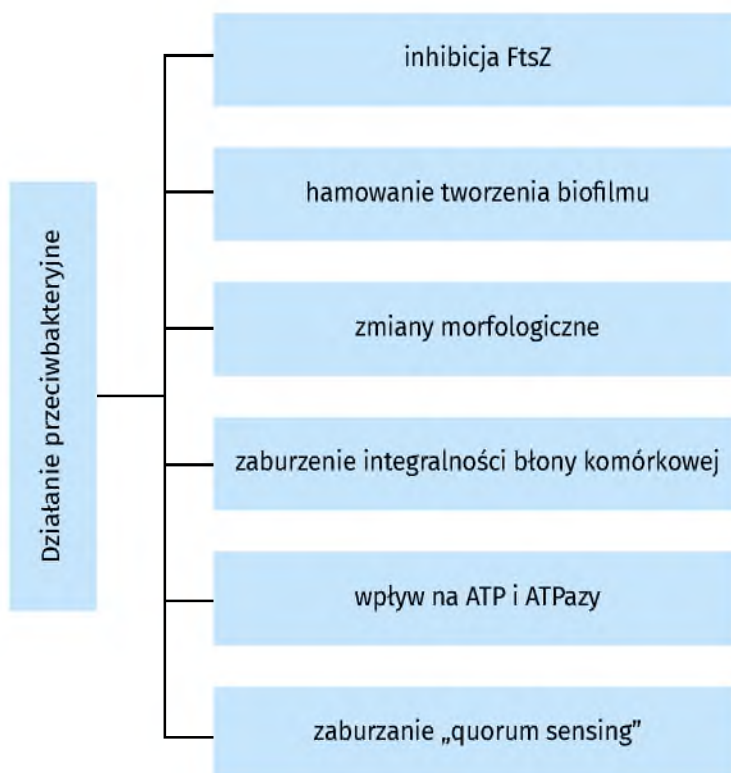 Działanie przeciwbakteryjne
inhibicja FtsZ
hamowanie tworzenia biofilmu
zmiany morfologiczne
zaburzenie integralności błony komórkowej
wpływ na ATP i ATPazy
zaburzanie „quorum sensing”